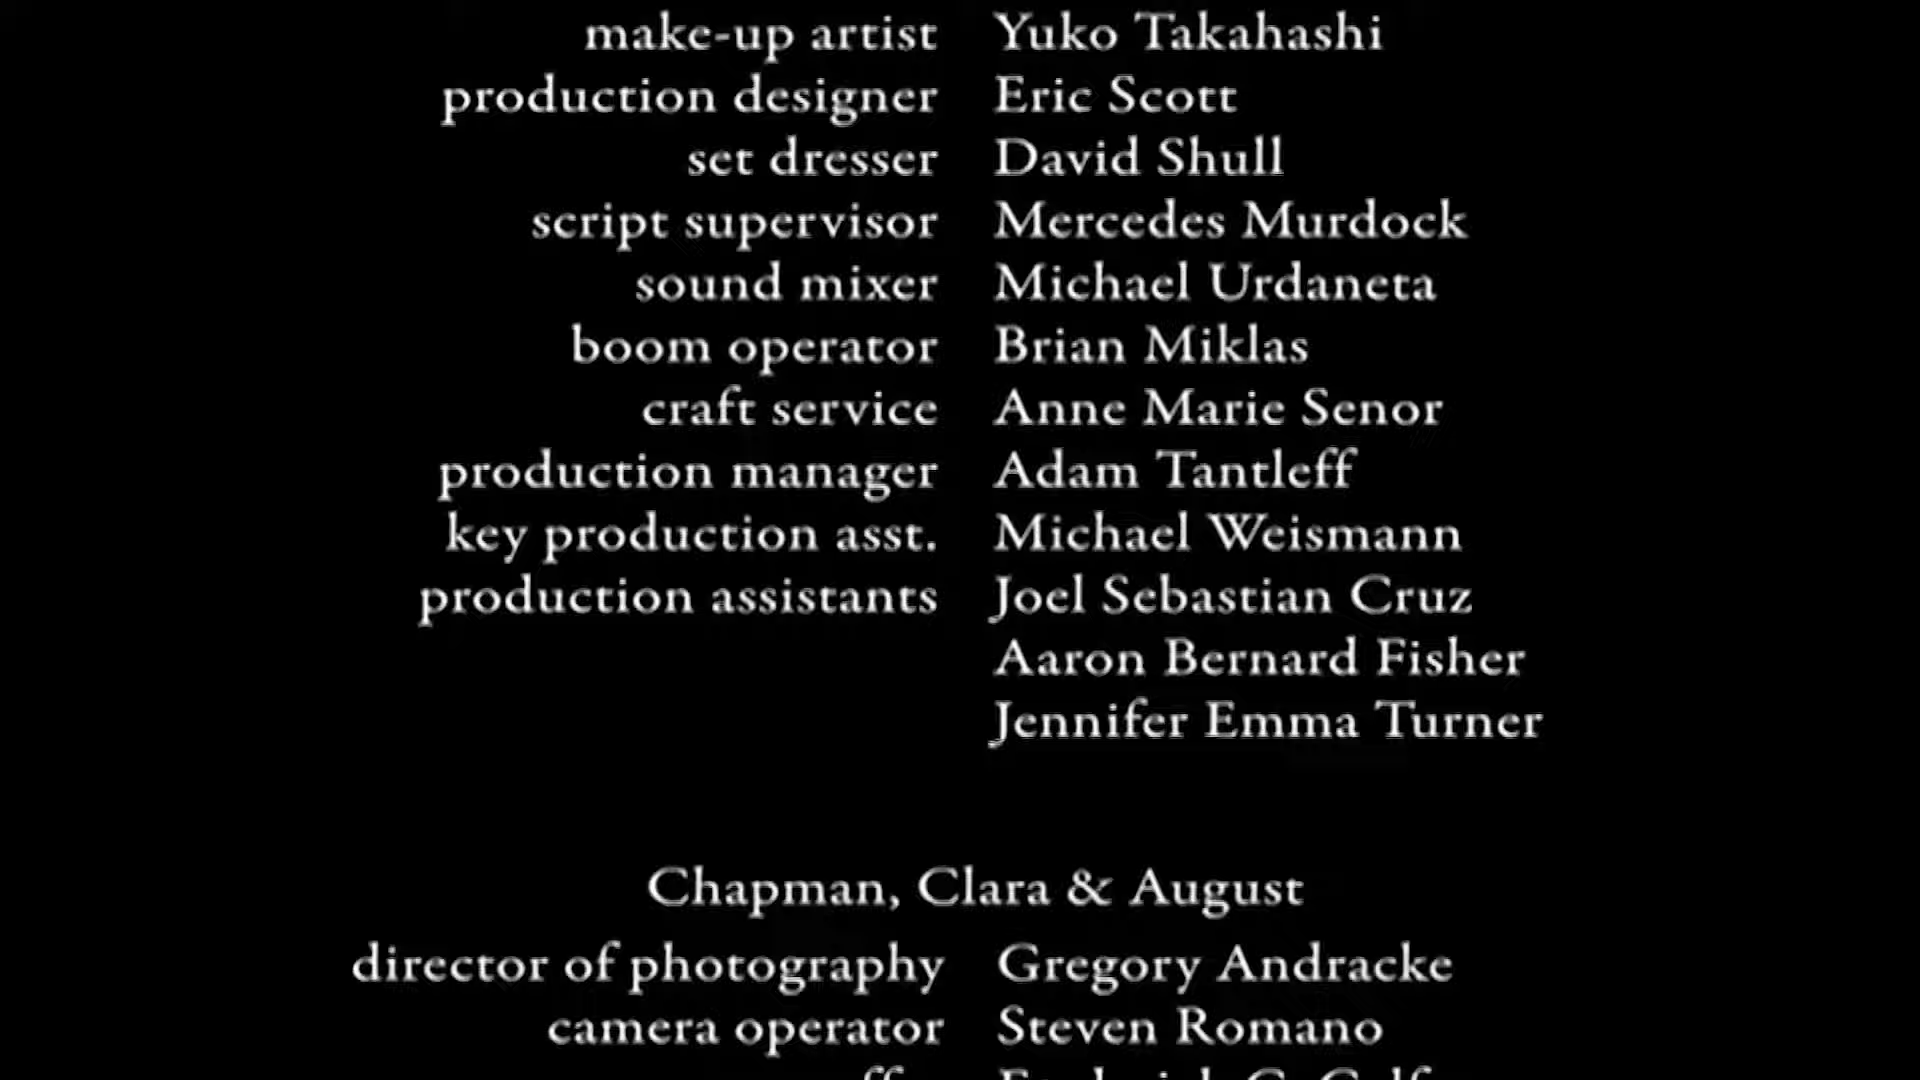 make-up artist Yuko Takahashi
production designer Eric Scott
set dresser David Shull
script supervisor Mercedes Murdock
sound mixer Michael Urdaneta
boom operator Brian Miklas
craft service Anne Marie Senor
production manager Adam Tantleff
key production asst. Michael Weismann
production assistants Joel Sebastian Cruz
Aaron Bernard Fisher
Jennifer Emma Turner
Chapman, Clara & August
director of photography Gregory Andracke
camera operator Steven Romano